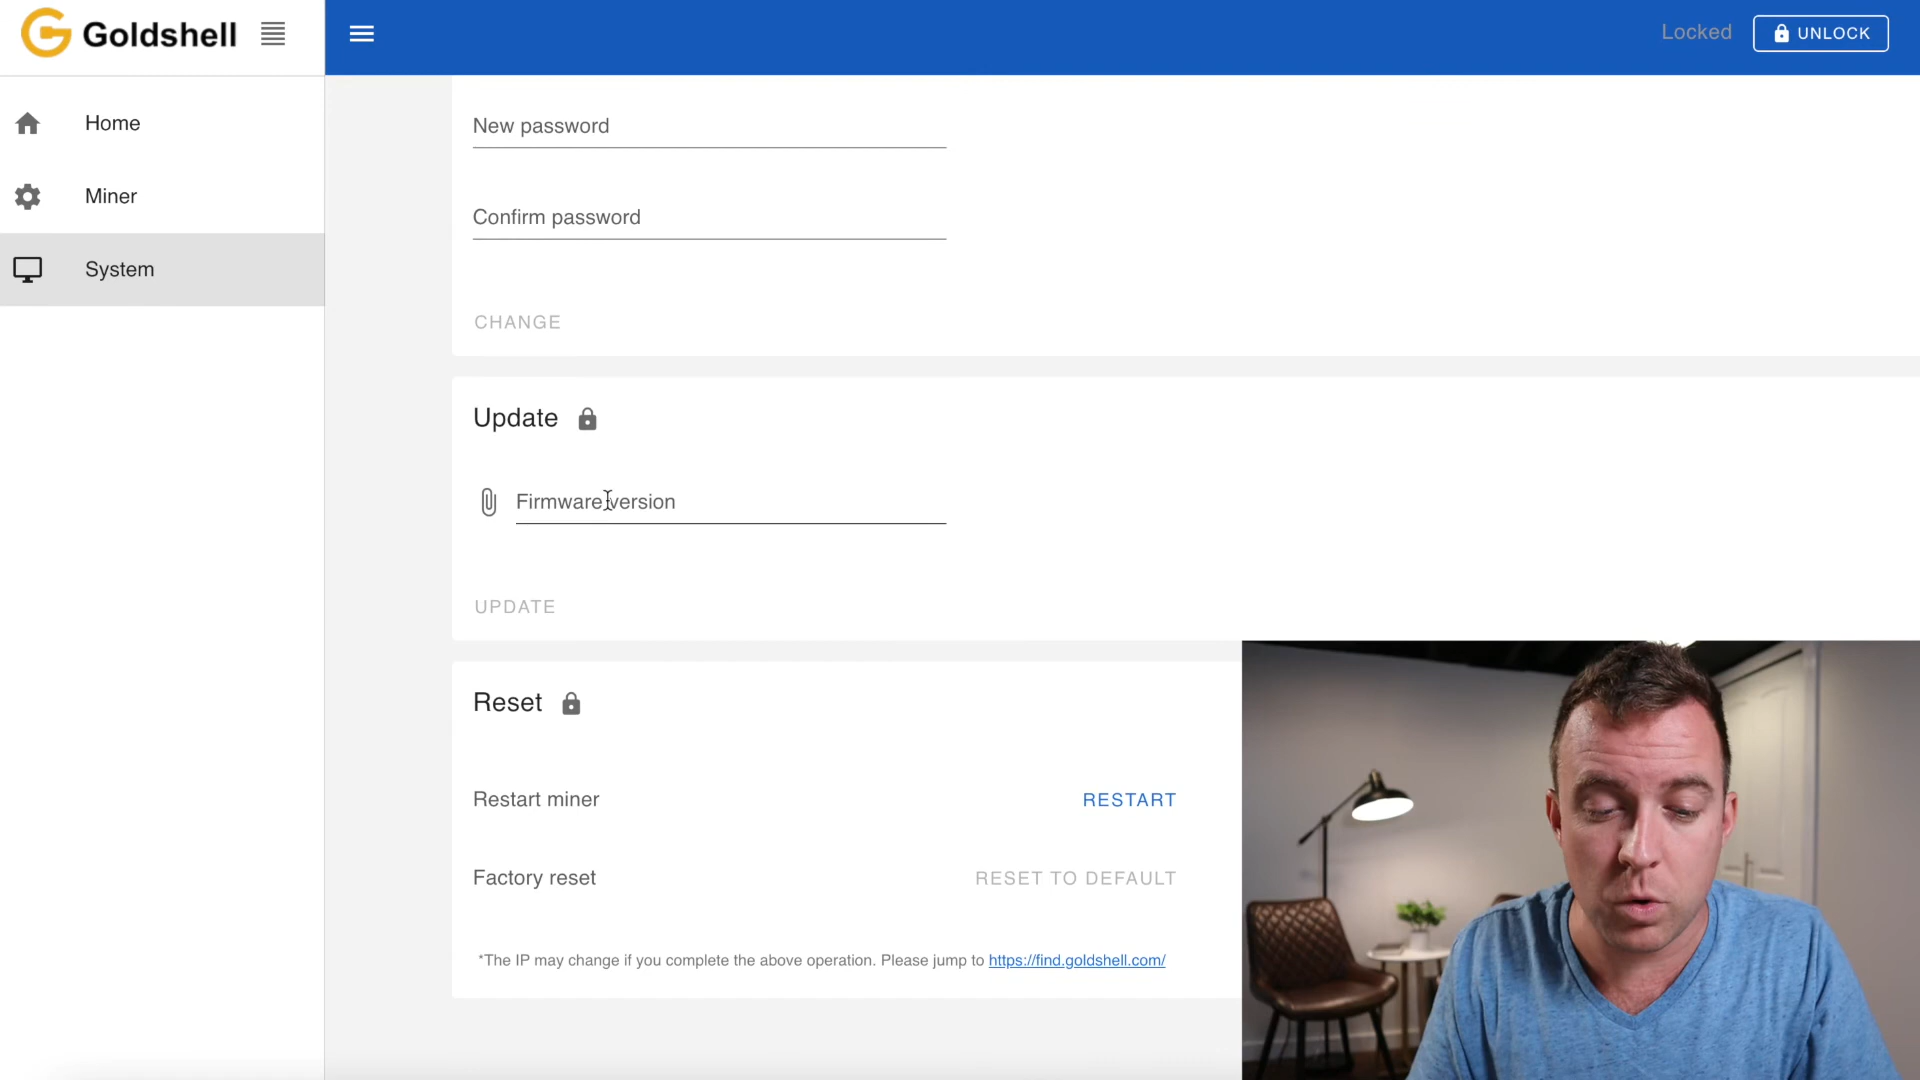 Goldshell
Locked
UNLOCK
Home
Miner
System
New password
Confirm password
CHANGE
Update
Firmware version
UPDATE
Reset
Restart miner
RESTART
Factory reset
RESET TO DEFAULT
*The IP may change if you complete the above operation. Please jump to https://find.goldshell.com/